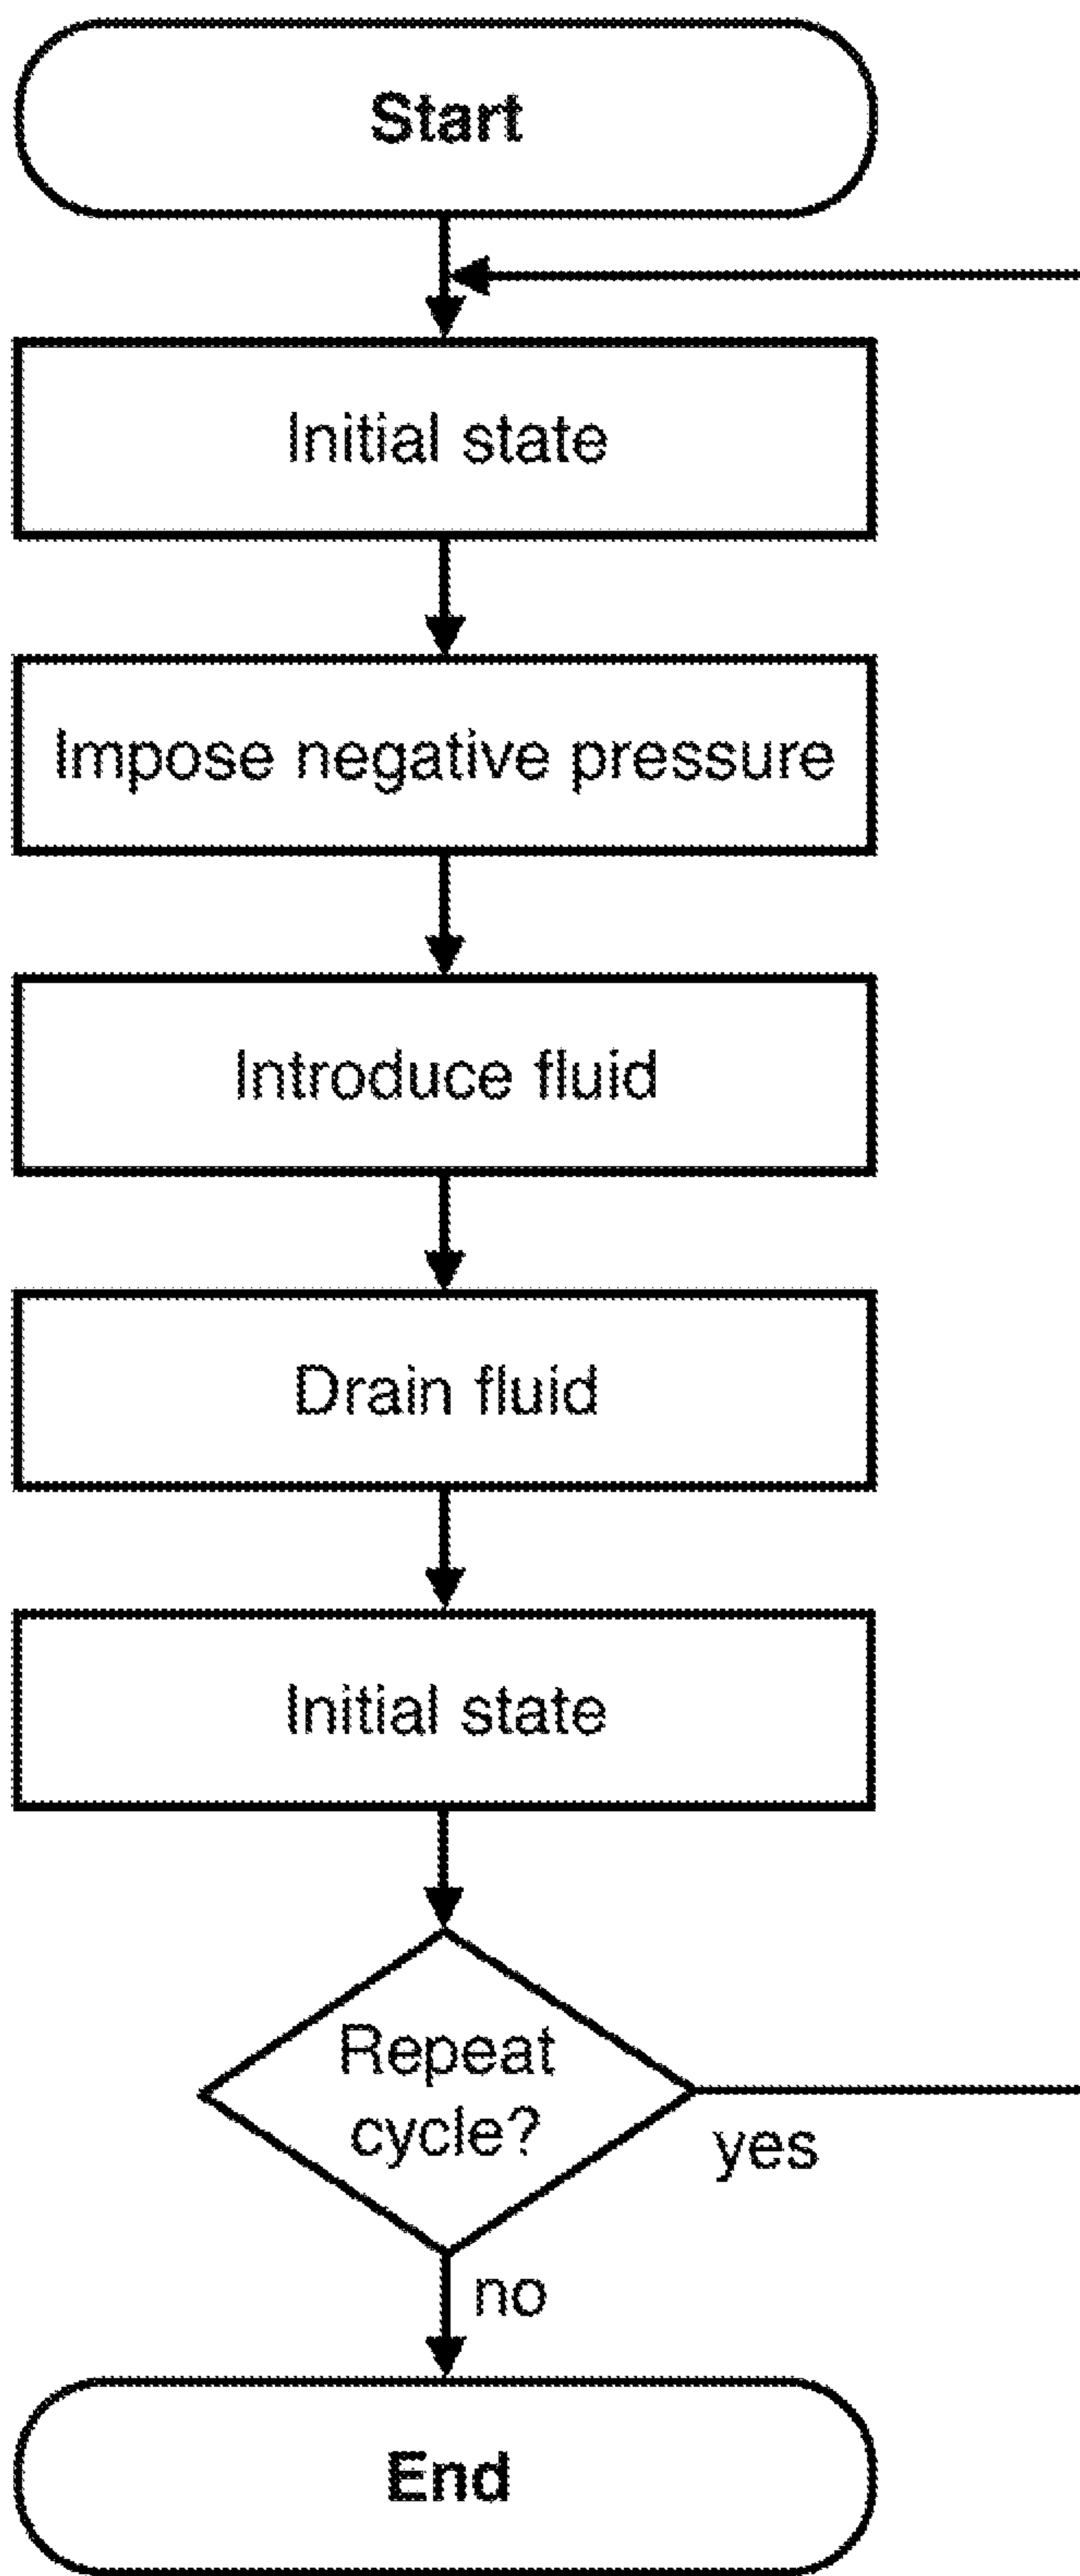 Start
Initial state
Impose negative pressure
Introduce fluid
Drain fluid
Initial state
Repeat
cycle?
yes
no
End